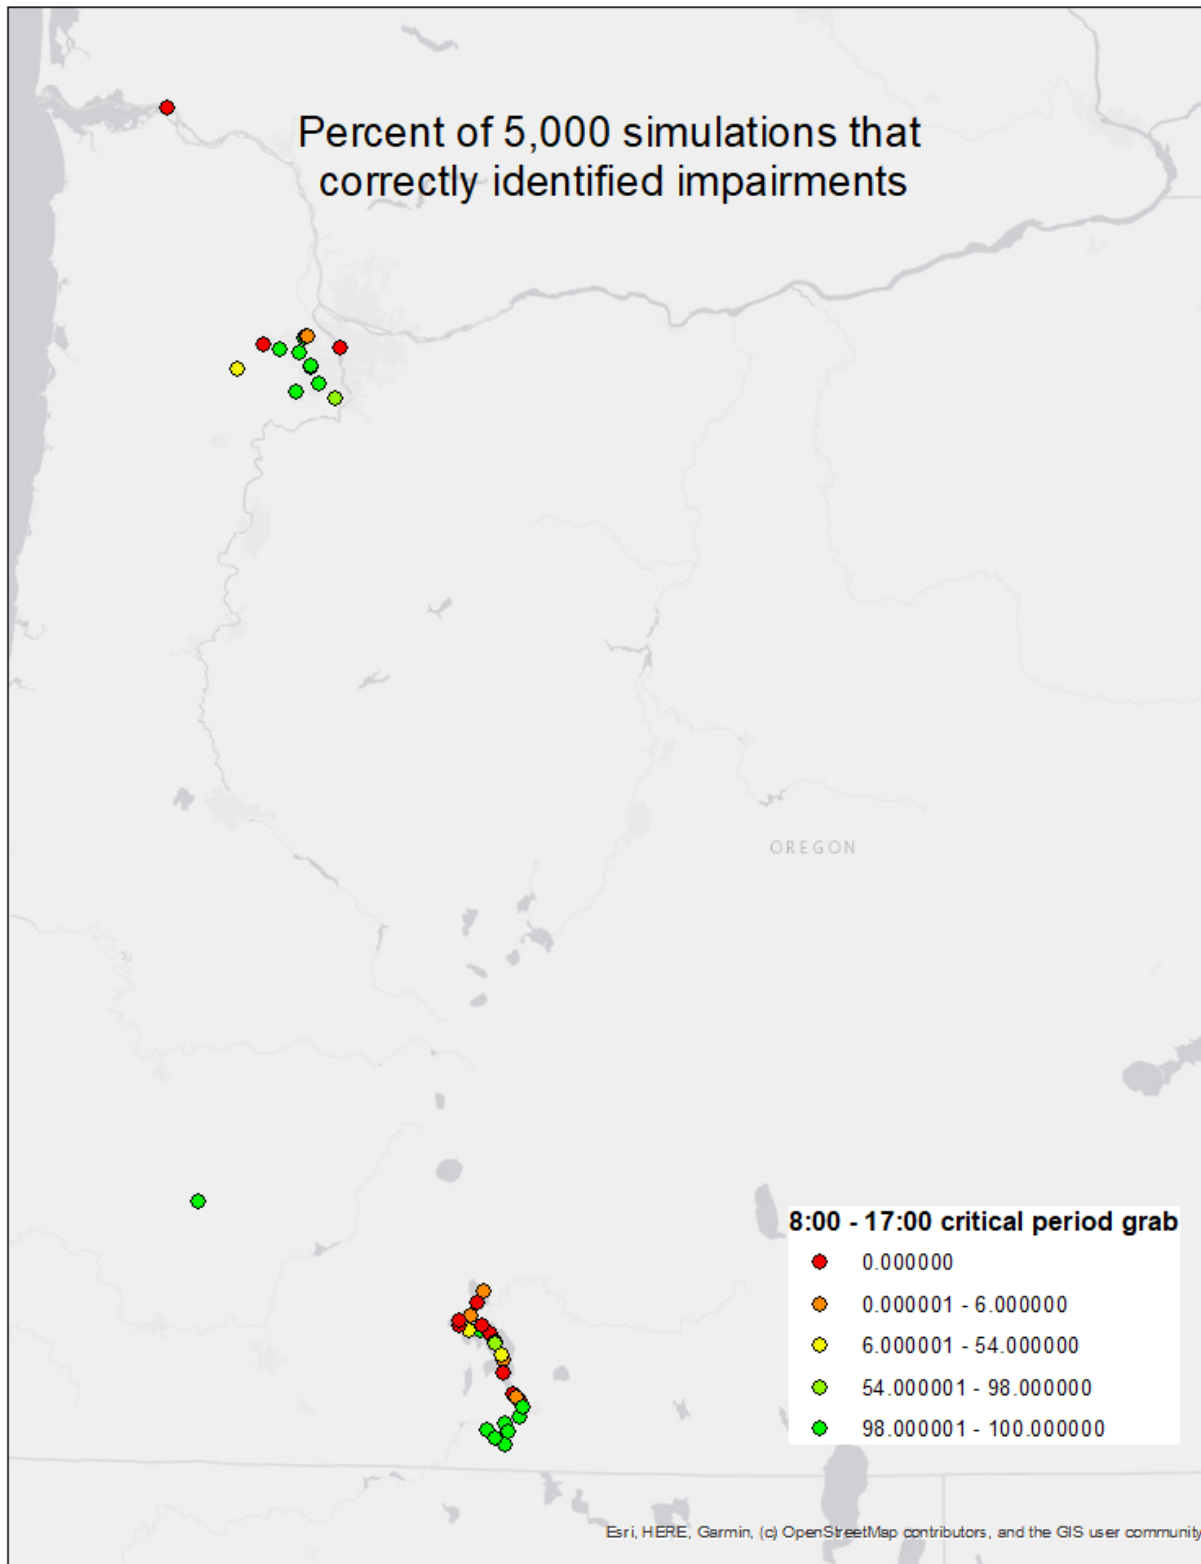 Percent of 5,000 simulations that
correctly identified impairments
OREGON
8:00 - 17:00 critical period grab
0.000000
0.000001 - 6.000000
6.000001 - 54.000000
54.000001 - 98.000000
98.000001 - 100.000000
Esri, HERE, Garmin, (c) OpenStreetMap contributors, and the GIS user community